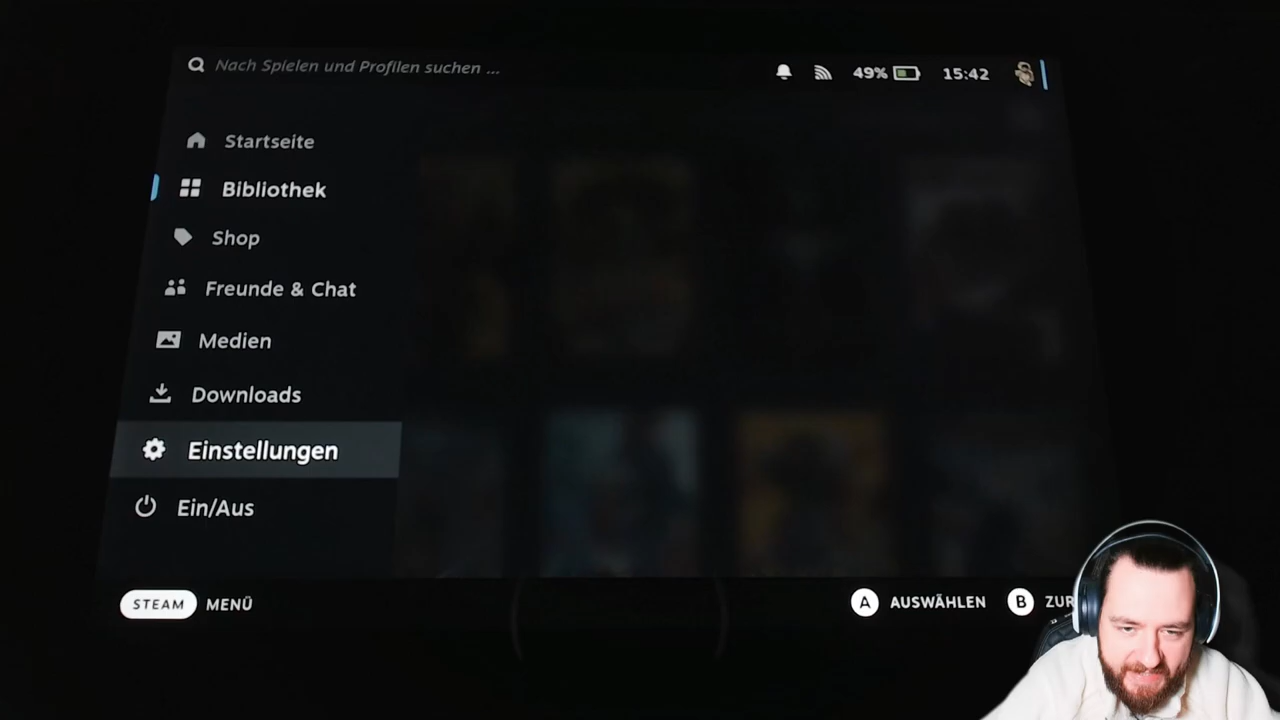 Nach Spielen und Profilen suchen ...
49%
15:42
Startseite
Bibliothek
Shop
Freunde & Chat
Medien
Downloads
Einstellungen
Ein/Aus
STEAM MENÜ
A AUSWÄHLEN B ZUR